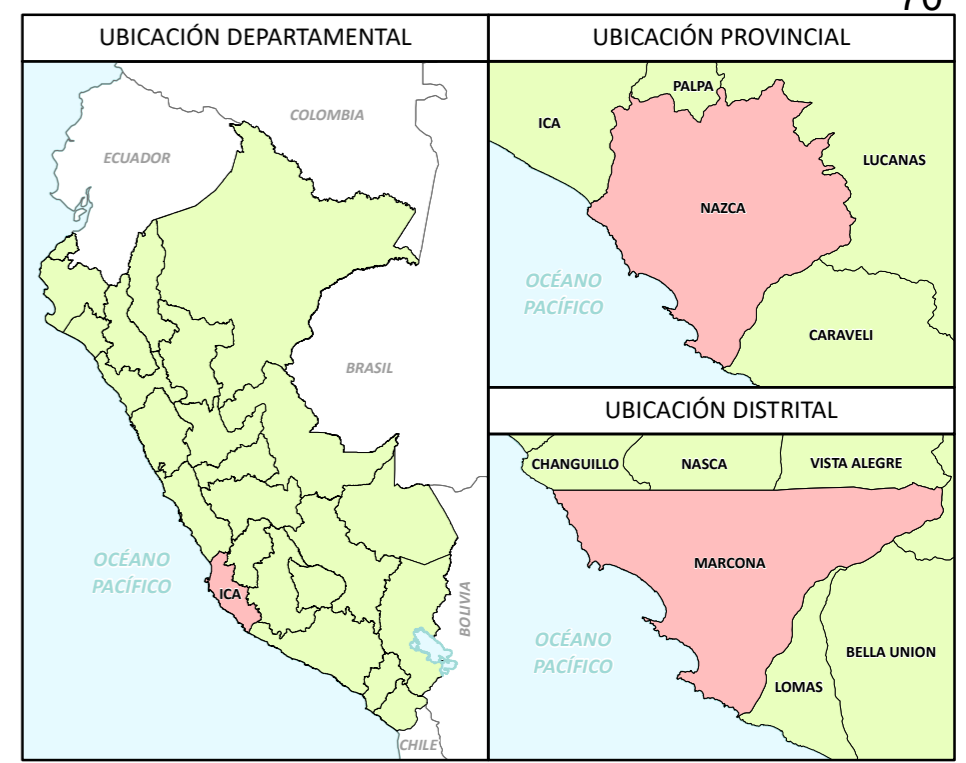 70
UBICACIÓN DEPARTAMENTAL
COLOMBIA
ECUADOR
BRASIL
OCÉANO
PACÍFICO
ICA
BOLIVIA
CHILE
UBICACIÓN PROVINCIAL
PALPA
ICA
LUCANAS
NAZCA
OCÉANO
PACÍFICO
CARAVELI
UBICACIÓN DISTRITAL
CHANGUILLO
NASCA
VISTA ALEGRE
MARCONA
OCÉANO
PACÍFICO
BELLA UNION
LOMAS